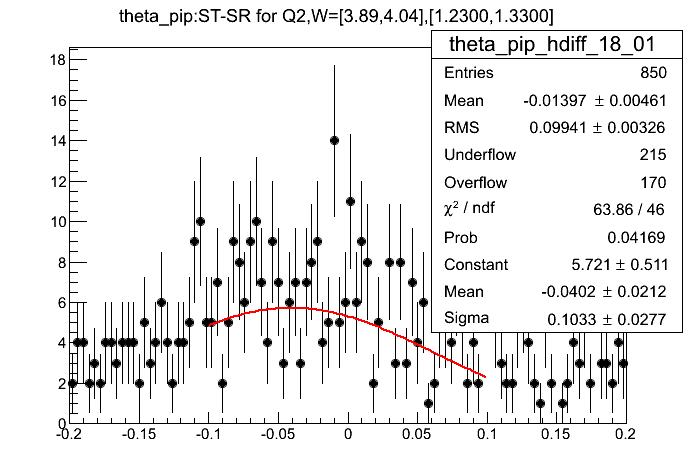 theta_pip:ST-SR for Q2,W=[3.89,4.04],[1.2300,1.3300]
theta_pip_hdiff_18_01
Entries 850
Mean -0.01397 ± 0.00461
RMS 0.09941 ± 0.00326
Underflow 215
Overflow 170
χ² / ndf 63.86 / 46
Prob 0.04169
Constant 5.721 ± 0.511
Mean -0.0402 ± 0.0212
Sigma 0.1033 ± 0.0277
18
16
14
12
10
8
6
4
2
0
-0.2 -0.15 -0.1 -0.05 0 0.05 0.1 0.15 0.2